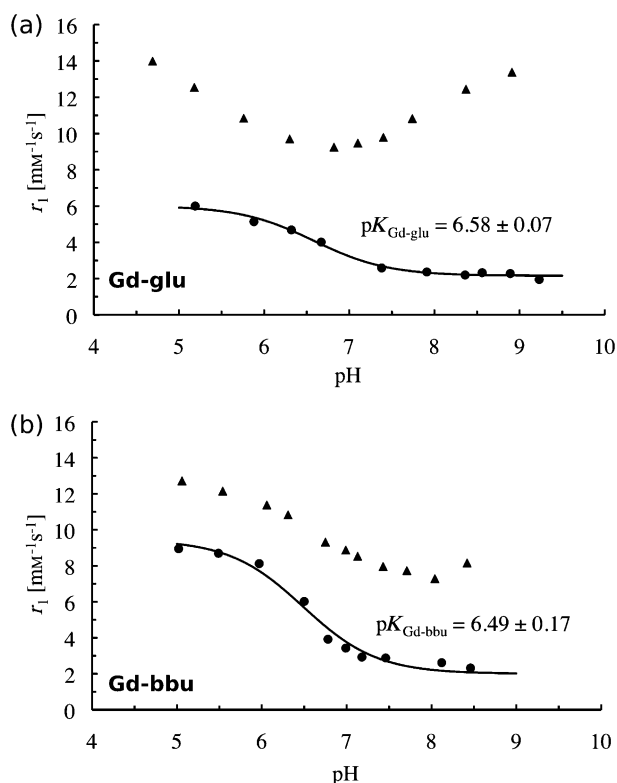 (a)
16
14
12
10
8
6
4
2
0
r₁ [mM⁻¹s⁻¹]
pK_Gd-glu = 6.58 ± 0.07
Gd-glu
4 5 6 7 8 9 10
pH
(b)
16
14
12
10
8
6
4
2
0
r₁ [mM⁻¹s⁻¹]
pK_Gd-bbu = 6.49 ± 0.17
Gd-bbu
4 5 6 7 8 9 10
pH